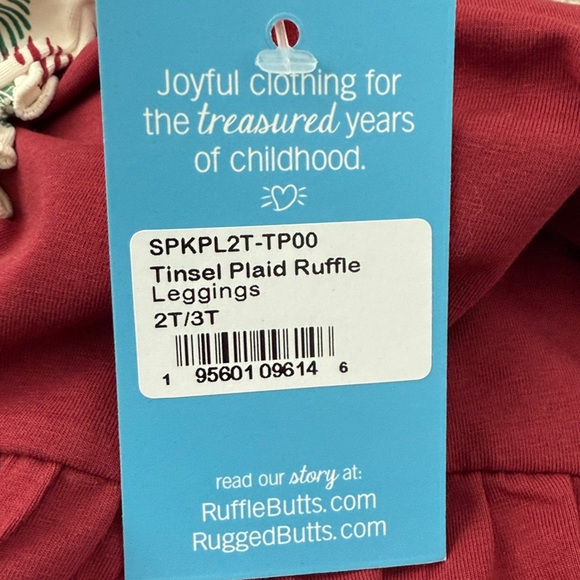 Joyful clothing for
the treasured years
of childhood.
SPKPL2T-TP00
Tinsel Plaid Ruffle
Leggings
2T/3T
1 95601 09614 6
read our story at:
RuffleButts.com
RuggedButts.com